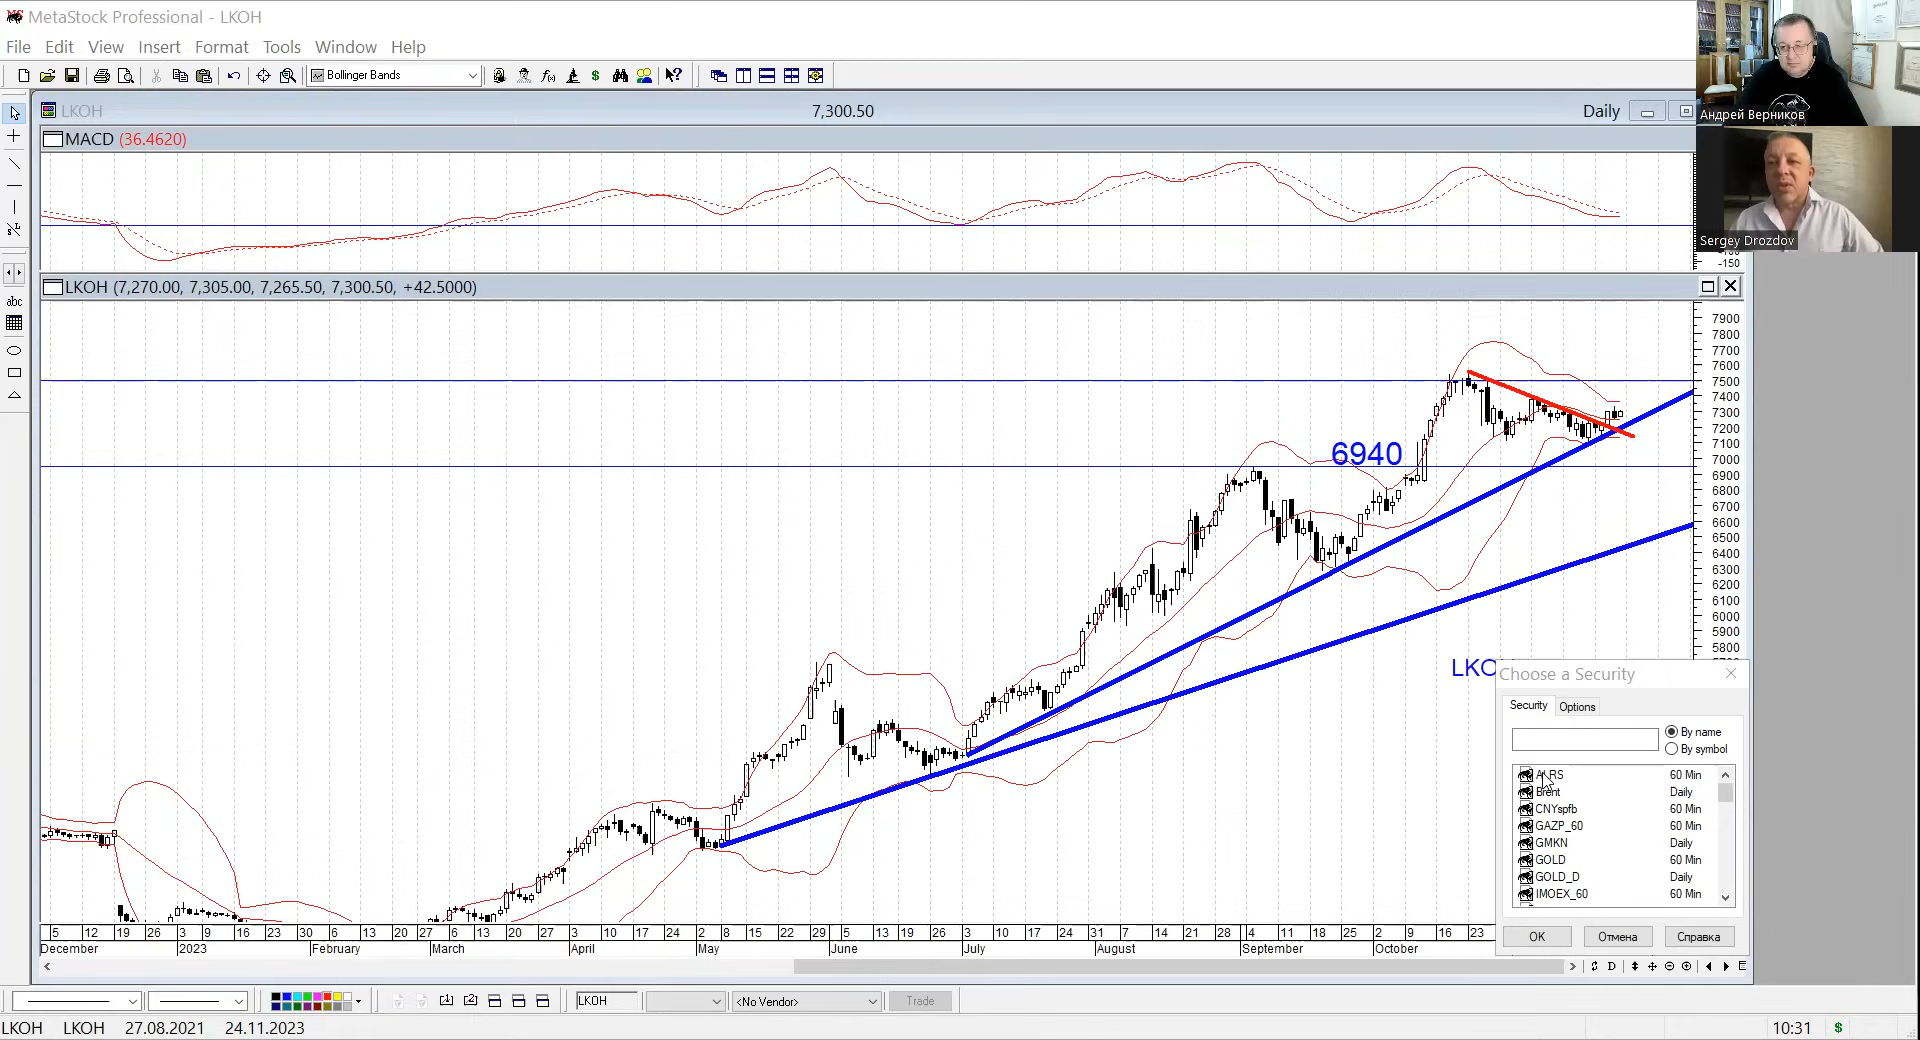 MetaStock Professional - LKOH
File Edit View Insert Format Tools Window Help
Bollinger Bands
LKOH 7,300.50 Daily
MACD (36.4620)
-150
LKOH (7,270.00, 7,305.00, 7,265.50, 7,300.50, +42.5000)
Андрей Верников
Sergey Drozdov
abc
7900
7800
7700
7600
7500
7400
7300
7200
7100
7000
6900
6800
6700
6600
6500
6400
6300
6200
6100
6000
5900
5800
6940
LKO
Choose a Security
Security Options
By name
By symbol
ALRS 60 Min
Brent Daily
CNYspfb 60 Min
GAZP_60 60 Min
GMKN Daily
GOLD 60 Min
GOLD_D Daily
IMOEX_60 60 Min
OK Отмена Справка
5 12 19 26 3 9 16 23 30 6 13 20 27 6 13 20 27 3 10 17 24 2 8 15 22 29 5 13 19 26 3 10 17 24 31 7 14 21 28 4 11 18 25 2 9 16 23
December 2023 February March April May June July August September October
D
LKOH <No Vendor> Trade
LKOH LKOH 27.08.2021 24.11.2023 10:31 $